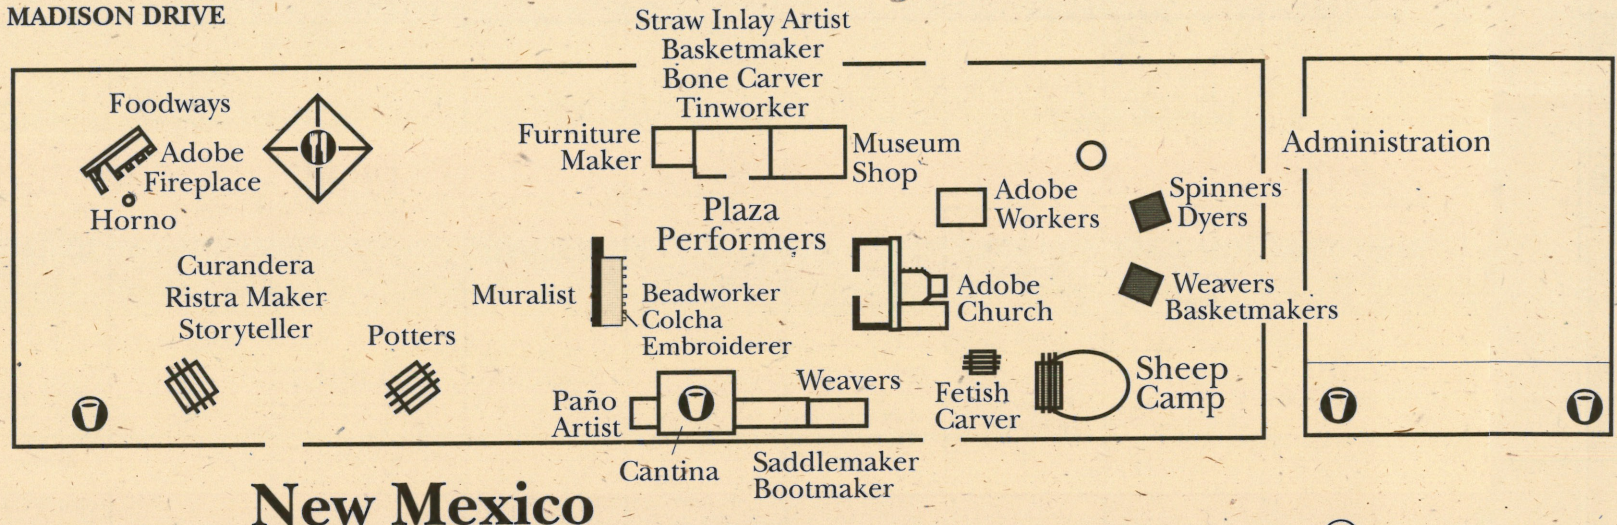 MADISON DRIVE
Straw Inlay Artist
Basketmaker
Bone Carver
Tinworker
Foodways
Adobe
Fireplace
Horno
Furniture
Maker
Museum
Shop
Administration
Adobe
Workers
Spinners
Dyers
Plaza
Performers
Curandera
Ristra Maker
Storyteller
Potters
Muralist
Beadworker
Colcha
Embroiderer
Adobe
Church
Weavers
Basketmakers
Paño
Artist
Weavers
Fetish
Carver
Sheep
Camp
Cantina
Saddlemaker
Bootmaker
New Mexico